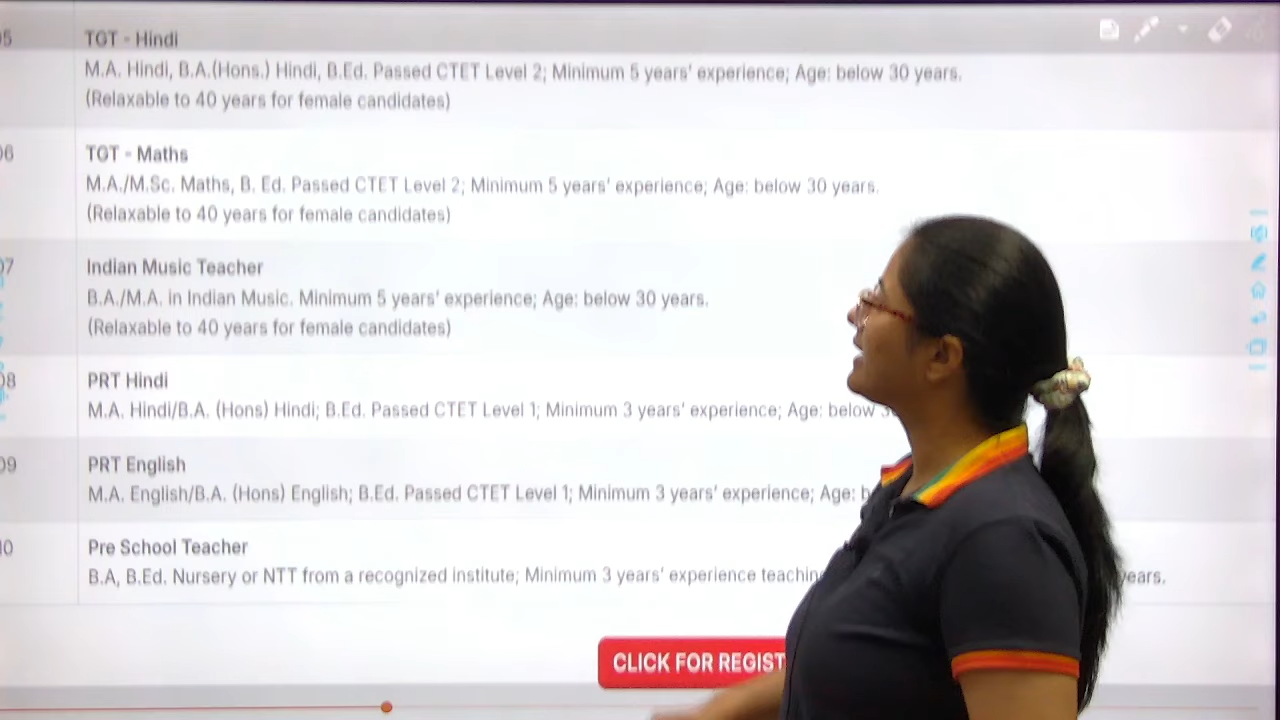 05
TGT - Hindi
M.A. Hindi, B.A.(Hons.) Hindi, B.Ed. Passed CTET Level 2; Minimum 5 years' experience; Age: below 30 years.
(Relaxable to 40 years for female candidates)
06
TGT - Maths
M.A./M.Sc. Maths, B. Ed. Passed CTET Level 2; Minimum 5 years' experience; Age: below 30 years.
(Relaxable to 40 years for female candidates)
07
Indian Music Teacher
B.A./M.A. in Indian Music. Minimum 5 years' experience; Age: below 30 years.
(Relaxable to 40 years for female candidates)
08
PRT Hindi
M.A. Hindi/B.A. (Hons) Hindi; B.Ed. Passed CTET Level 1; Minimum 3 years' experience; Age: below
09
PRT English
M.A. English/B.A. (Hons) English; B.Ed. Passed CTET Level 1; Minimum 3 years' experience; Age:
10
Pre School Teacher
B.A, B.Ed. Nursery or NTT from a recognized institute; Minimum 3 years' experience teaching years.
CLICK FOR REGIST